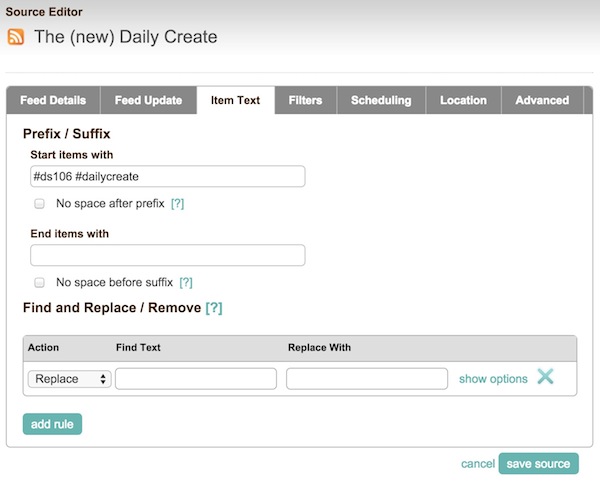 Source Editor
The (new) Daily Create
Feed Details Feed Update Item Text Filters Scheduling Location Advanced
Prefix / Suffix
Start items with
#ds106 #dailycreate
No space after prefix [?]
End items with
No space before suffix [?]
Find and Replace / Remove [?]
Action Find Text Replace With
Replace show options
add rule
cancel save source